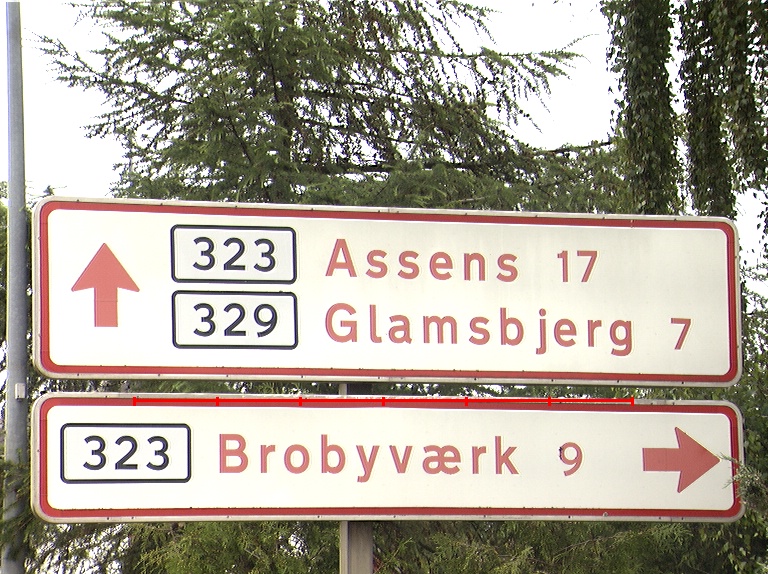 323 Assens 17
329 Glamsbjerg 7
323 Brobyværk 9